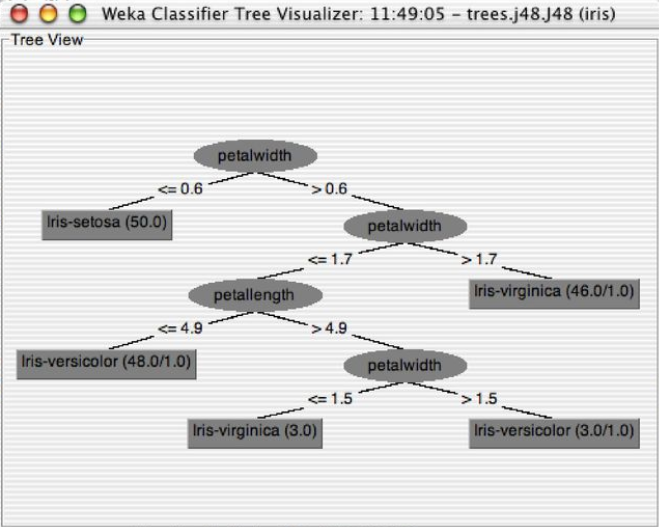 Weka Classifier Tree Visualizer: 11:49:05 – trees.j48.J48 (iris)
Tree View
petalwidth
<= 0.6
> 0.6
Iris-setosa (50.0)
petalwidth
<= 1.7
> 1.7
petallength
Iris-virginica (46.0/1.0)
<= 4.9
> 4.9
Iris-versicolor (48.0/1.0)
petalwidth
<= 1.5
> 1.5
Iris-virginica (3.0)
Iris-versicolor (3.0/1.0)